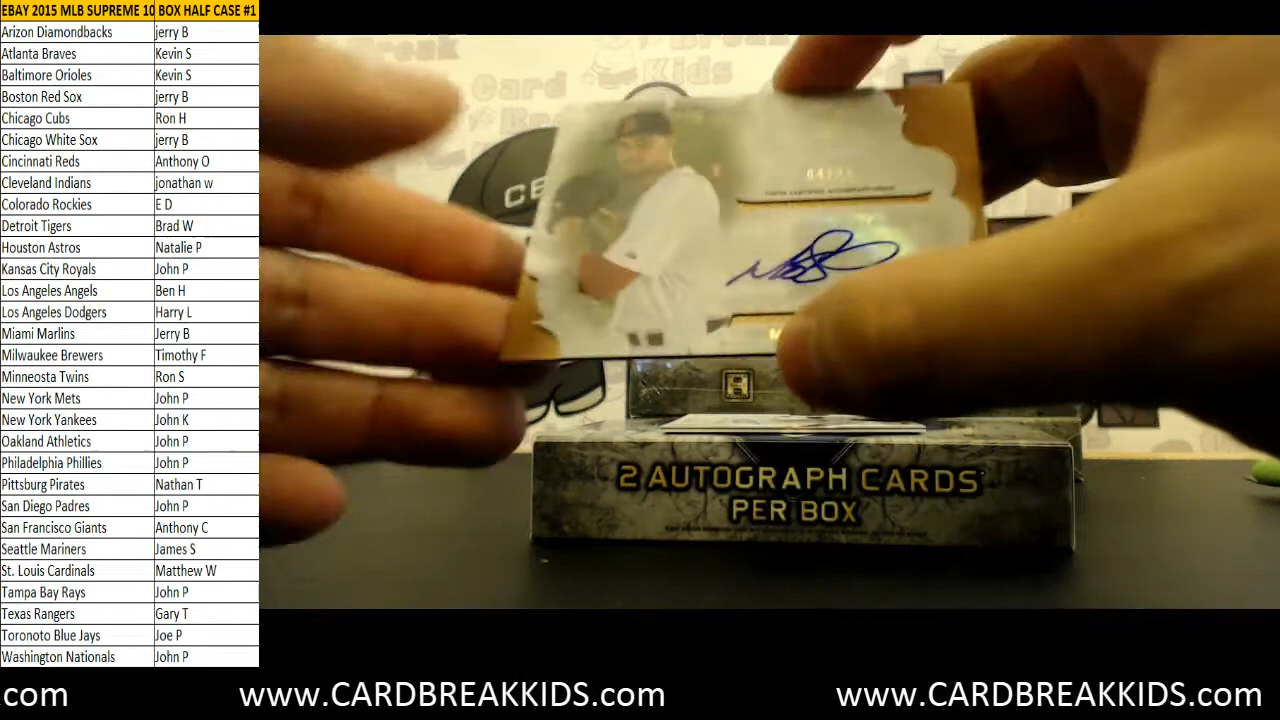 EBAY 2015 MLB SUPREME 10 BOX HALF CASE #1
Arizon Diamondbacks jerry B
Atlanta Braves Kevin S
Baltimore Orioles Kevin S
Boston Red Sox jerry B
Chicago Cubs Ron H
Chicago White Sox jerry B
Cincinnati Reds Anthony O
Cleveland Indians jonathan w
Colorado Rockies E D
Detroit Tigers Brad W
Houston Astros Natalie P
Kansas City Royals John P
Los Angeles Angels Ben H
Los Angeles Dodgers Harry L
Miami Marlins Jerry B
Milwaukee Brewers Timothy F
Minneosta Twins Ron S
New York Mets John P
New York Yankees John K
Oakland Athletics John P
Philadelphia Phillies John P
Pittsburg Pirates Nathan T
San Diego Padres John P
San Francisco Giants Anthony C
Seattle Mariners James S
St. Louis Cardinals Matthew W
Tampa Bay Rays John P
Texas Rangers Gary T
Toronoto Blue Jays Joe P
Washington Nationals John P
Card
Kids
CE
2 AUTOGRAPH CARDS
PER BOX
.com www.CARDBREAKKIDS.com www.CARDBREAKKIDS.com